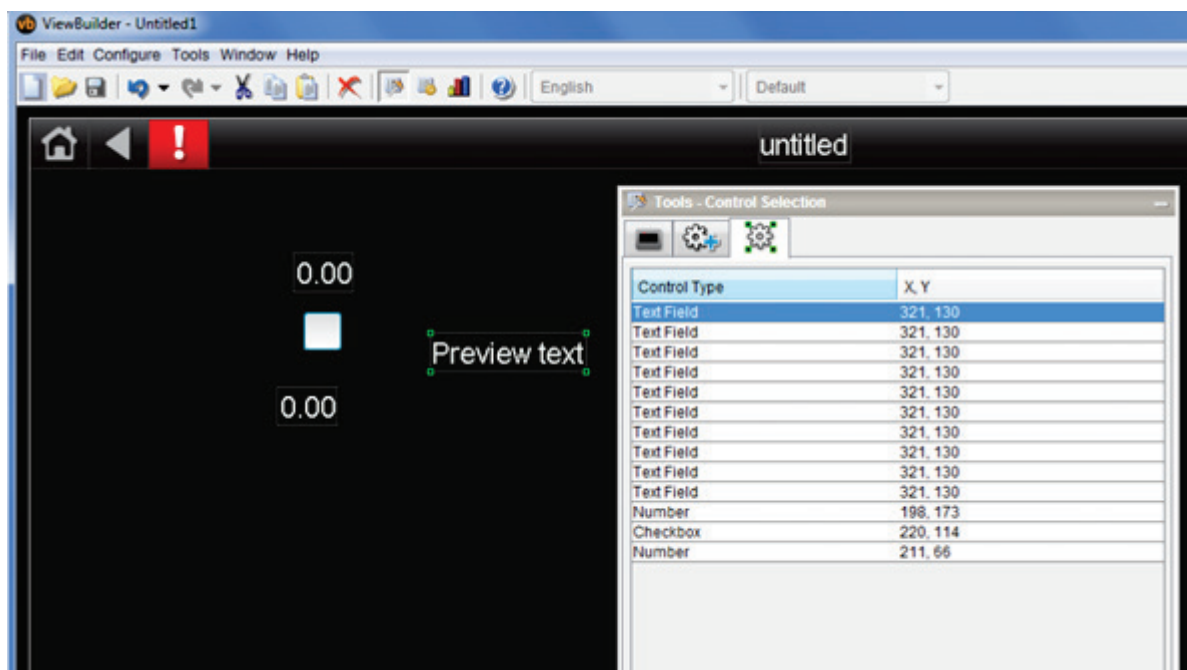 ViewBuilder - Untitled1
File Edit Configure Tools Window Help
English Default
untitled
Tools - Control Selection
0.00
Preview text
0.00
Control Type X, Y
Text Field 321, 130
Text Field 321, 130
Text Field 321, 130
Text Field 321, 130
Text Field 321, 130
Text Field 321, 130
Text Field 321, 130
Text Field 321, 130
Text Field 321, 130
Text Field 321, 130
Number 198, 173
Checkbox 220, 114
Number 211, 66